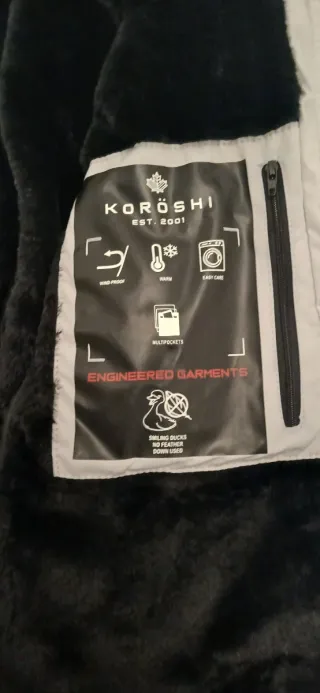 KORÖSHI
EST. 2001
WIND-PROOF
WARM
EASY CARE
MULTIPOCKETS
ENGINEERED GARMENTS
SMILING DUCKS
NO FEATHER
DOWN USED